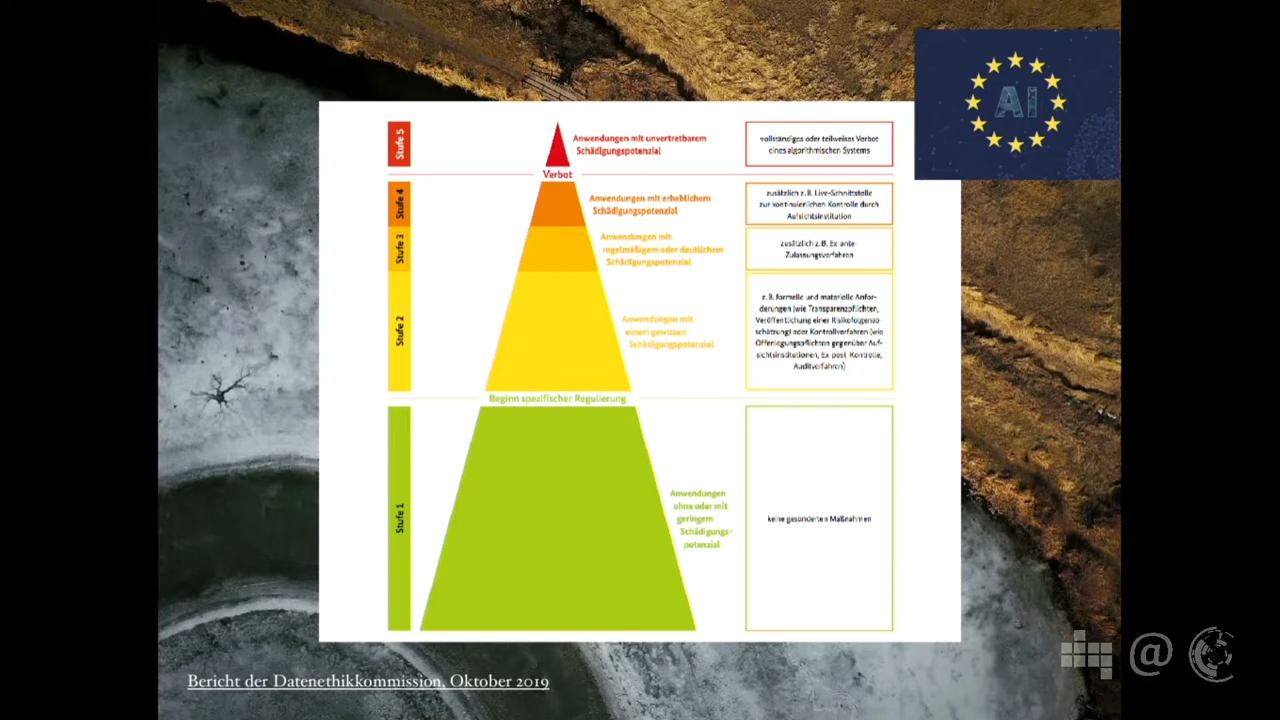 AI
Stufe 5
Anwendungen mit unvertretbarem
Schädigungspotenzial
vollständiges oder teilweises Verbot
eines algorithmischen Systems
Verbot
Stufe 4
Anwendungen mit erheblichem
Schädigungspotenzial
zusätzlich z. B. Live-Schnittstelle
zur kontinuierlichen Kontrolle durch
Aufsichtsinstitution
Stufe 3
Anwendungen mit
regelmäßigem oder deutlichem
Schädigungspotenzial
zusätzlich z. B. Ex-ante-
Zulassungsverfahren
Stufe 2
Anwendungen mit
einem gewissen
Schädigungspotenzial
z. B. formelle und materielle Anfor-
derungen (wie Transparenzpflichten,
Veröffentlichung einer Risikofolgenab-
schätzung) oder Kontrollverfahren (wie
Offenlegungspflichten gegenüber Auf-
sichtsinstitutionen, Ex-post-Kontrolle,
Auditverfahren)
Beginn spezifischer Regulierung
Stufe 1
Anwendungen
ohne oder mit
geringem
Schädigungs-
potenzial
keine gesonderten Maßnahmen
Bericht der Datenethikkommission, Oktober 2019
@